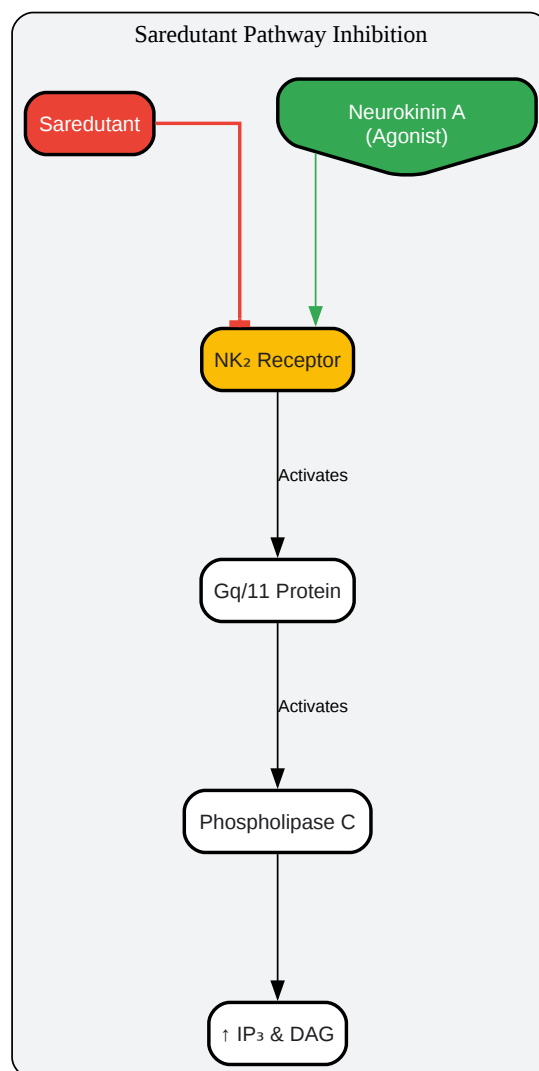 Saredutant Pathway Inhibition
Saredutant
Neurokinin A
(Agonist)
NK₂ Receptor
Activates
Gq/11 Protein
Activates
Phospholipase C
↑ IP₃ & DAG